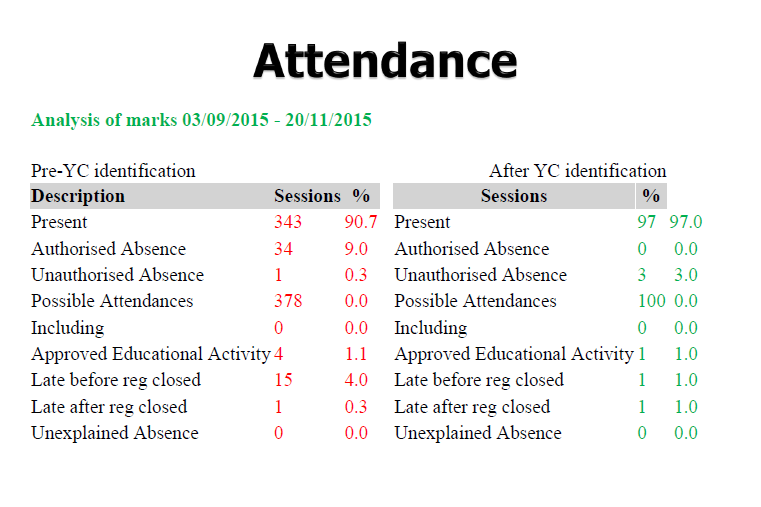 Attendance
Analysis of marks 03/09/2015 - 20/11/2015
Pre-YC identification After YC identification
Description Sessions % Sessions %
Present 343 90.7 Present 97 97.0
Authorised Absence 34 9.0 Authorised Absence 0 0.0
Unauthorised Absence 1 0.3 Unauthorised Absence 3 3.0
Possible Attendances 378 0.0 Possible Attendances 100 0.0
Including 0 0.0 Including 0 0.0
Approved Educational Activity 4 1.1 Approved Educational Activity 1 1.0
Late before reg closed 15 4.0 Late before reg closed 1 1.0
Late after reg closed 1 0.3 Late after reg closed 1 1.0
Unexplained Absence 0 0.0 Unexplained Absence 0 0.0